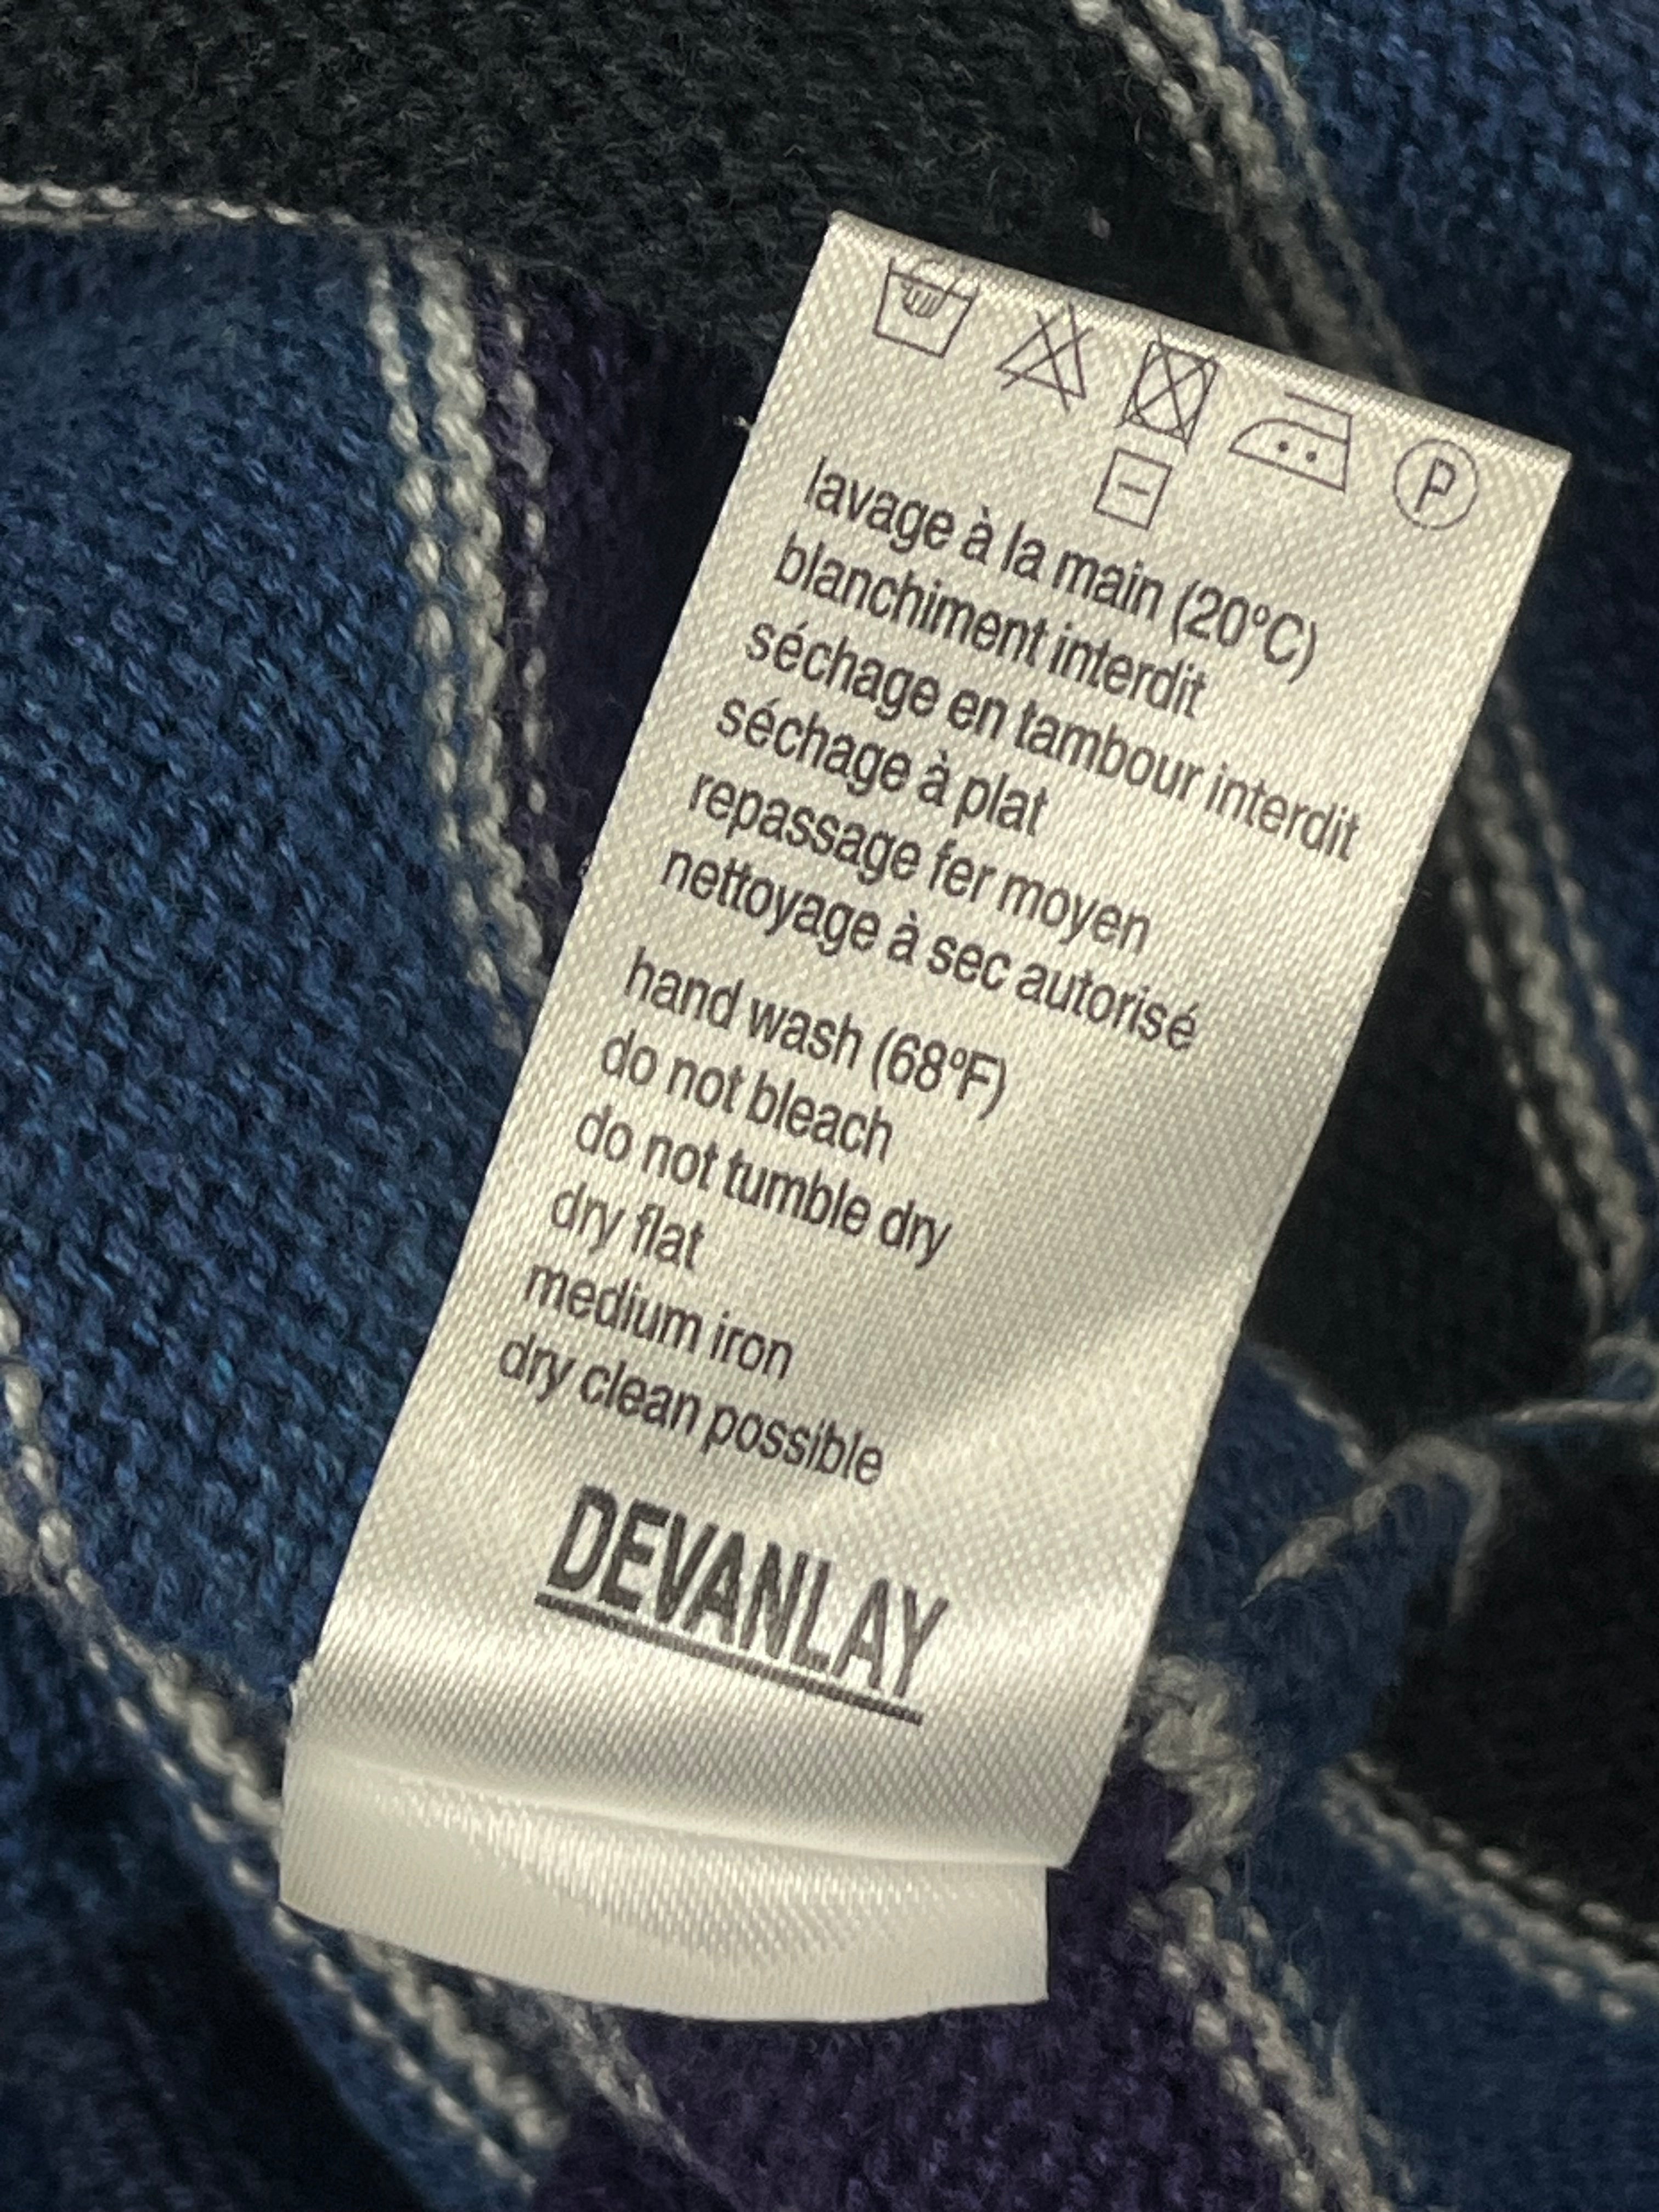 P
lavage à la main (20°C)
blanchiment interdit
séchage en tambour interdit
séchage à plat
repassage fer moyen
nettoyage à sec autorisé
hand wash (68°F)
do not bleach
do not tumble dry
dry flat
medium iron
dry clean possible
DEVANLAY